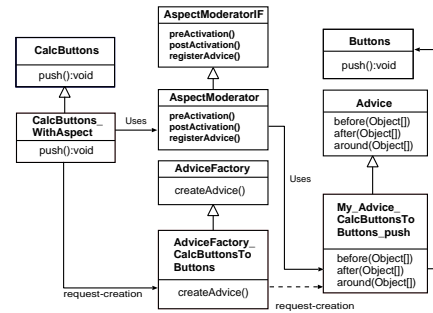 CalcButtons
push():void
CalcButtons_
WithAspect
push():void
Uses
AspectModeratorIF
preActivation()
postActivation()
registerAdvice()
AspectModerator
preActivation()
postActivation()
registerAdvice()
AdviceFactory
createAdvice()
AdviceFactory_
CalcButtonsTo
Buttons
createAdvice()
request-creation
request-creation
Uses
Buttons
push():void
Advice
before(Object[])
after(Object[])
around(Object[])
My_Advice_
CalcButtonsTo
Buttons_push
before(Object[])
after(Object[])
around(Object[])